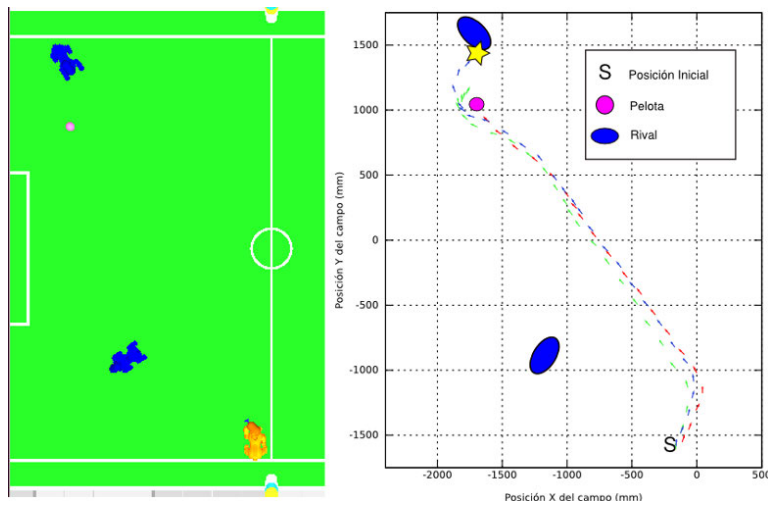 1500
1000
500
0
-500
-1000
-1500
Posición Y del campo (mm)
S Posición Inicial
Pelota
Rival
S
-2000 -1500 -1000 -500 0 500
Posición X del campo (mm)